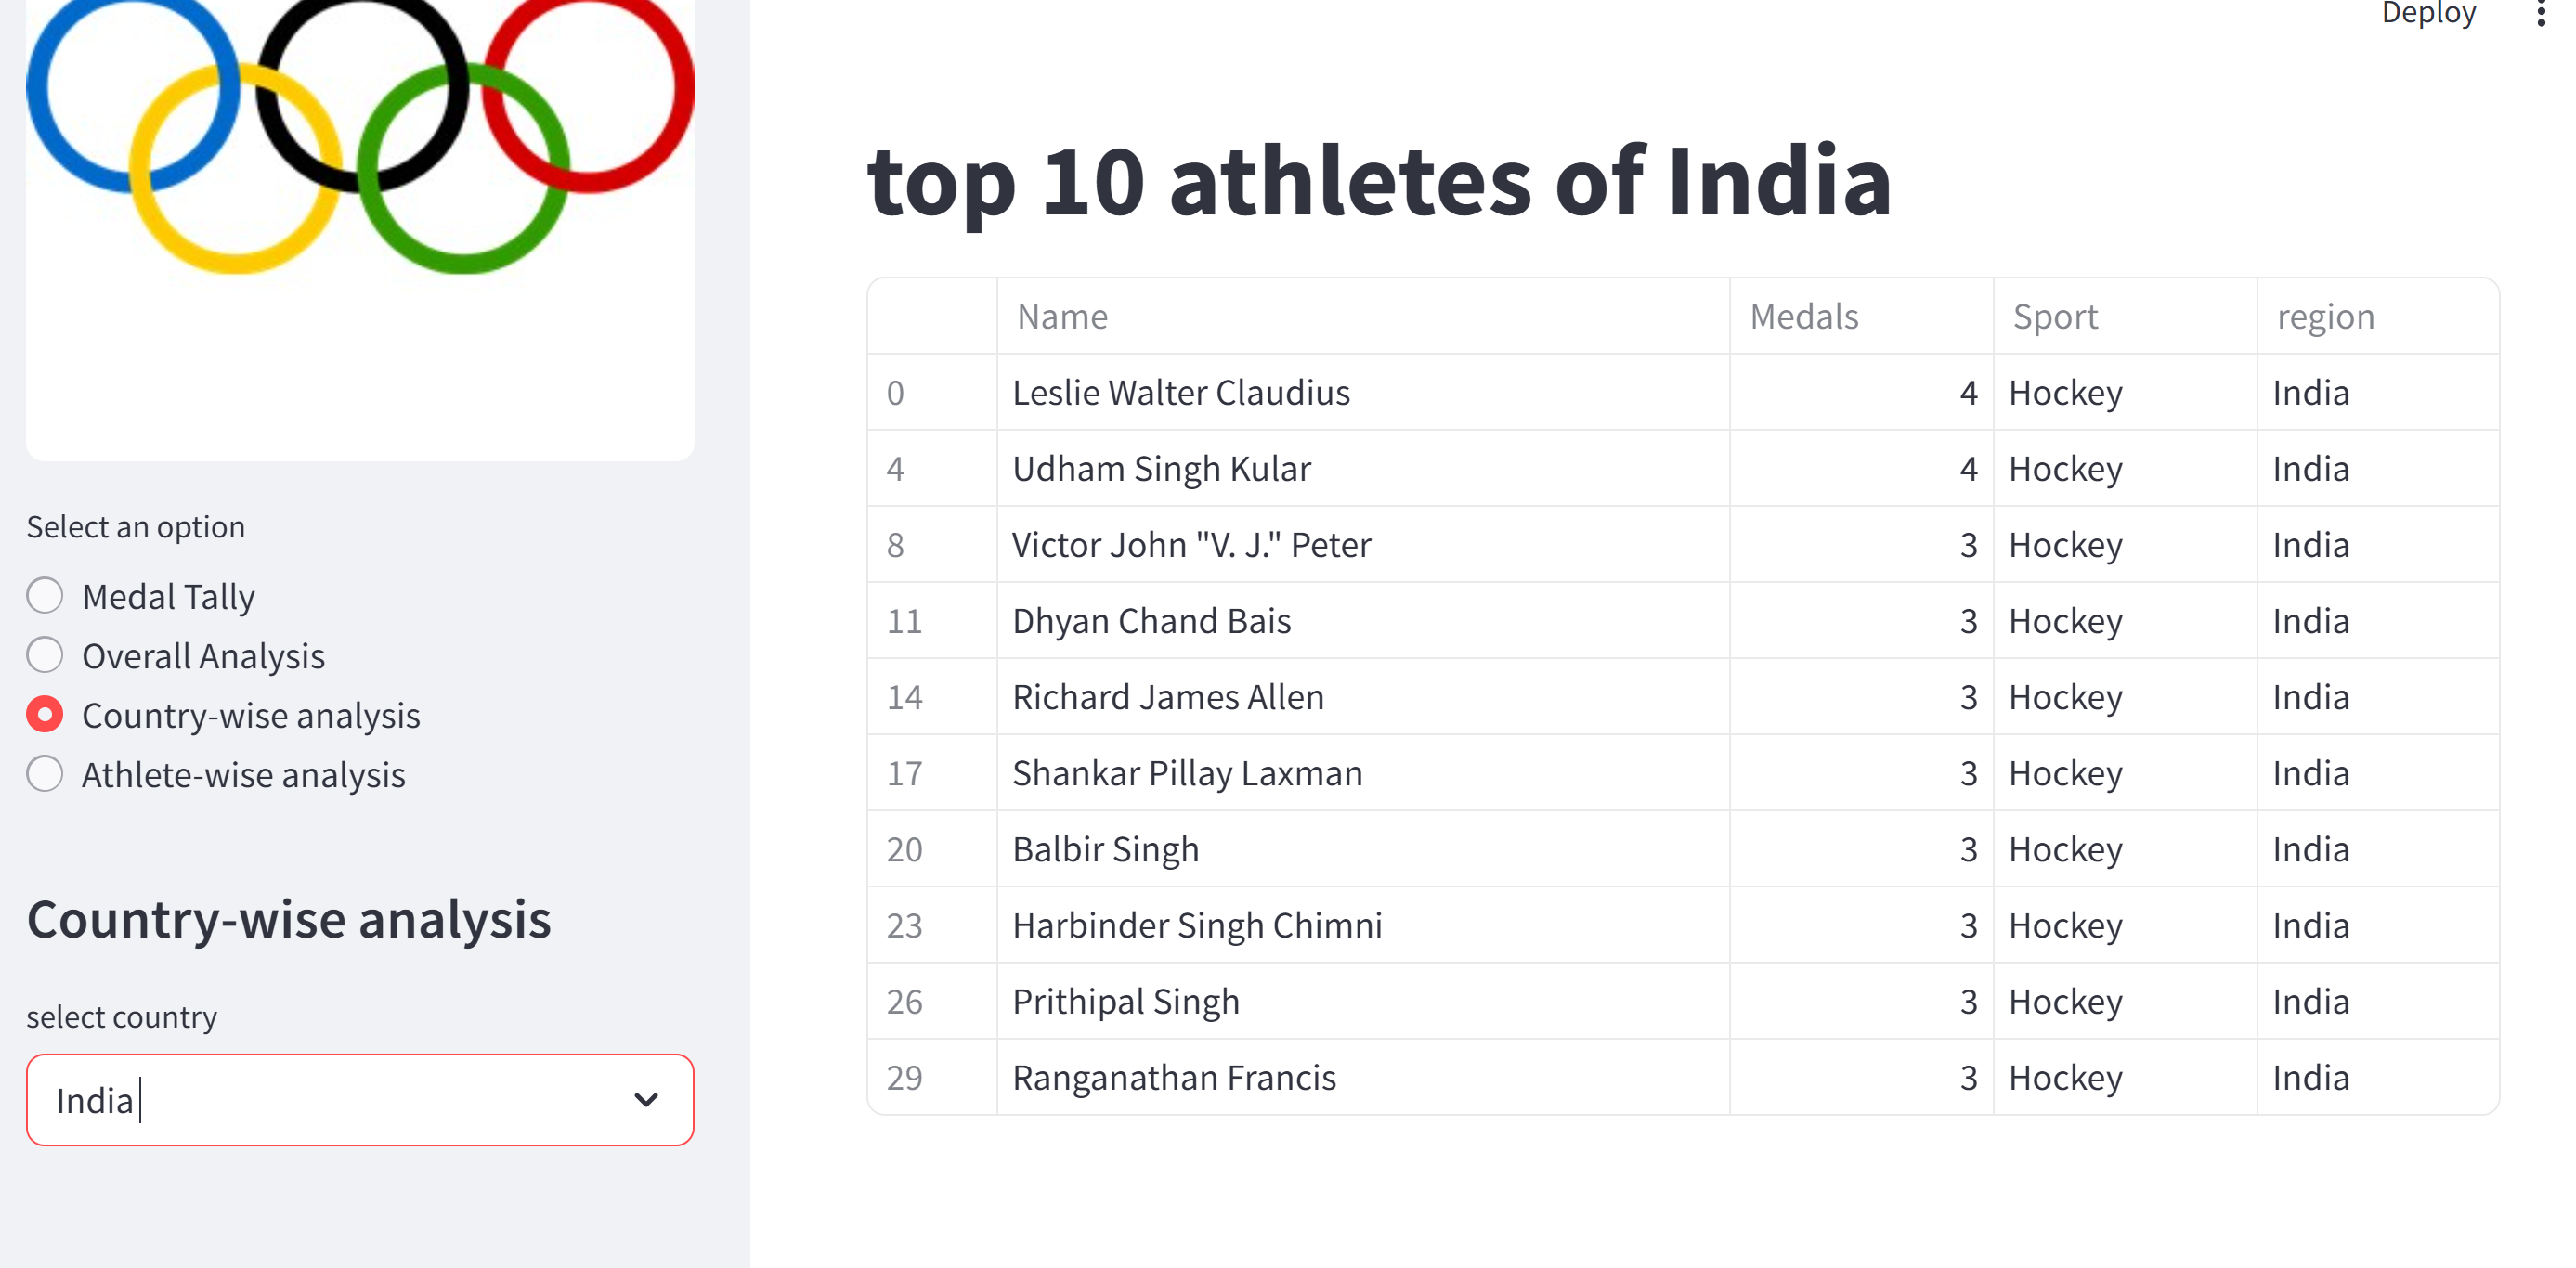 Deploy
Select an option
Medal Tally
Overall Analysis
Country-wise analysis
Athlete-wise analysis
Country-wise analysis
select country
India
top 10 athletes of India
Name Medals Sport region
0 Leslie Walter Claudius 4 Hockey India
4 Udham Singh Kular 4 Hockey India
8 Victor John "V. J." Peter 3 Hockey India
11 Dhyan Chand Bais 3 Hockey India
14 Richard James Allen 3 Hockey India
17 Shankar Pillay Laxman 3 Hockey India
20 Balbir Singh 3 Hockey India
23 Harbinder Singh Chimni 3 Hockey India
26 Prithipal Singh 3 Hockey India
29 Ranganathan Francis 3 Hockey India